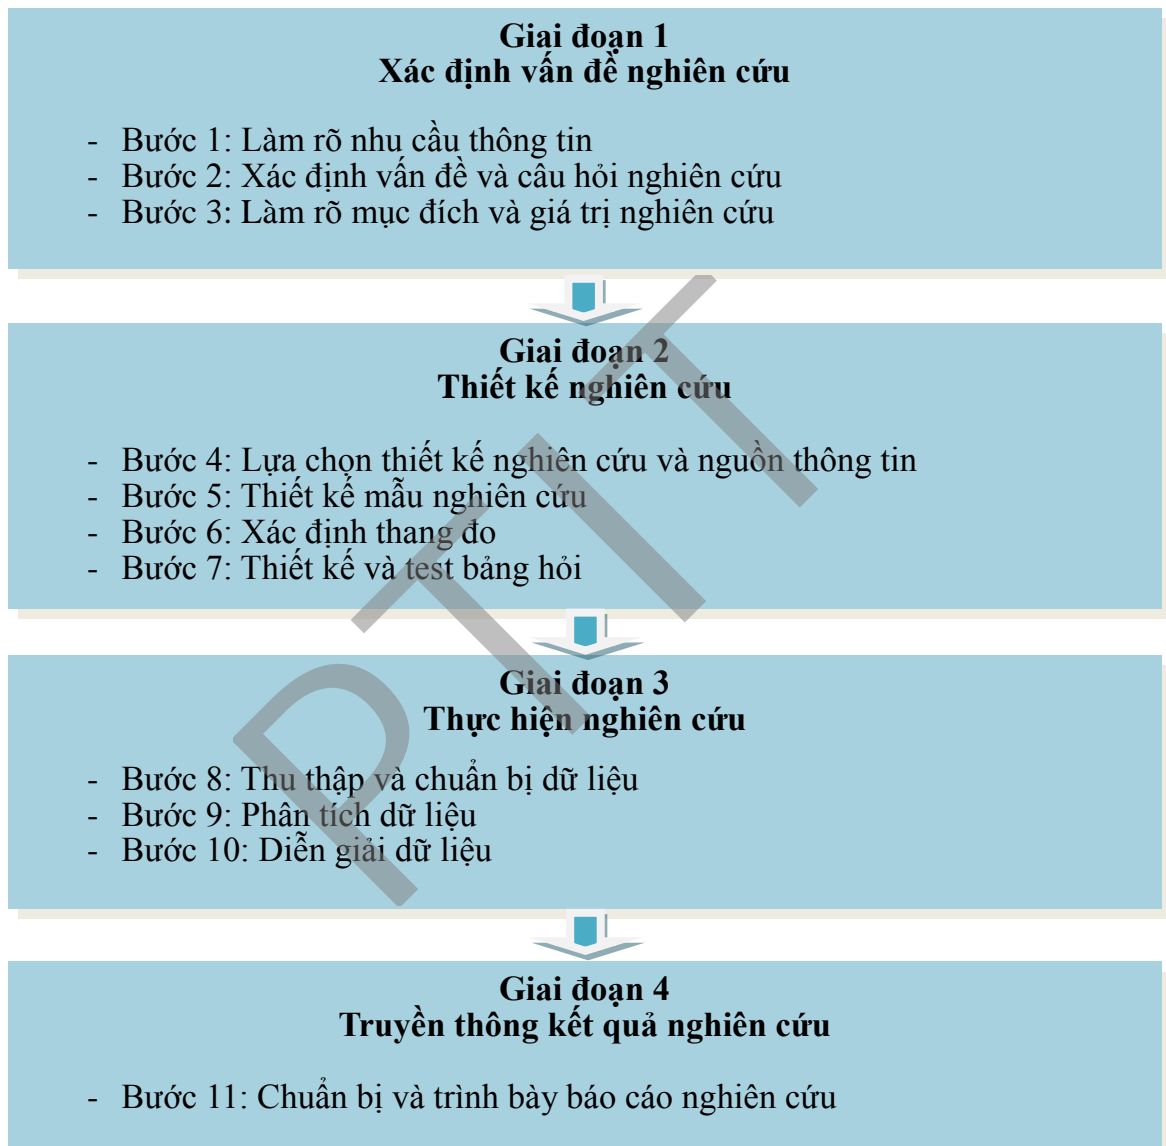 Giai đoạn 1
Xác định vấn đề nghiên cứu
- Bước 1: Làm rõ nhu cầu thông tin
- Bước 2: Xác định vấn đề và câu hỏi nghiên cứu
- Bước 3: Làm rõ mục đích và giá trị nghiên cứu
Giai đoạn 2
Thiết kế nghiên cứu
- Bước 4: Lựa chọn thiết kế nghiên cứu và nguồn thông tin
- Bước 5: Thiết kế mẫu nghiên cứu
- Bước 6: Xác định thang đo
- Bước 7: Thiết kế và test bảng hỏi
Giai đoạn 3
Thực hiện nghiên cứu
- Bước 8: Thu thập và chuẩn bị dữ liệu
- Bước 9: Phân tích dữ liệu
- Bước 10: Diễn giải dữ liệu
Giai đoạn 4
Truyền thông kết quả nghiên cứu
- Bước 11: Chuẩn bị và trình bày báo cáo nghiên cứu
PTIT